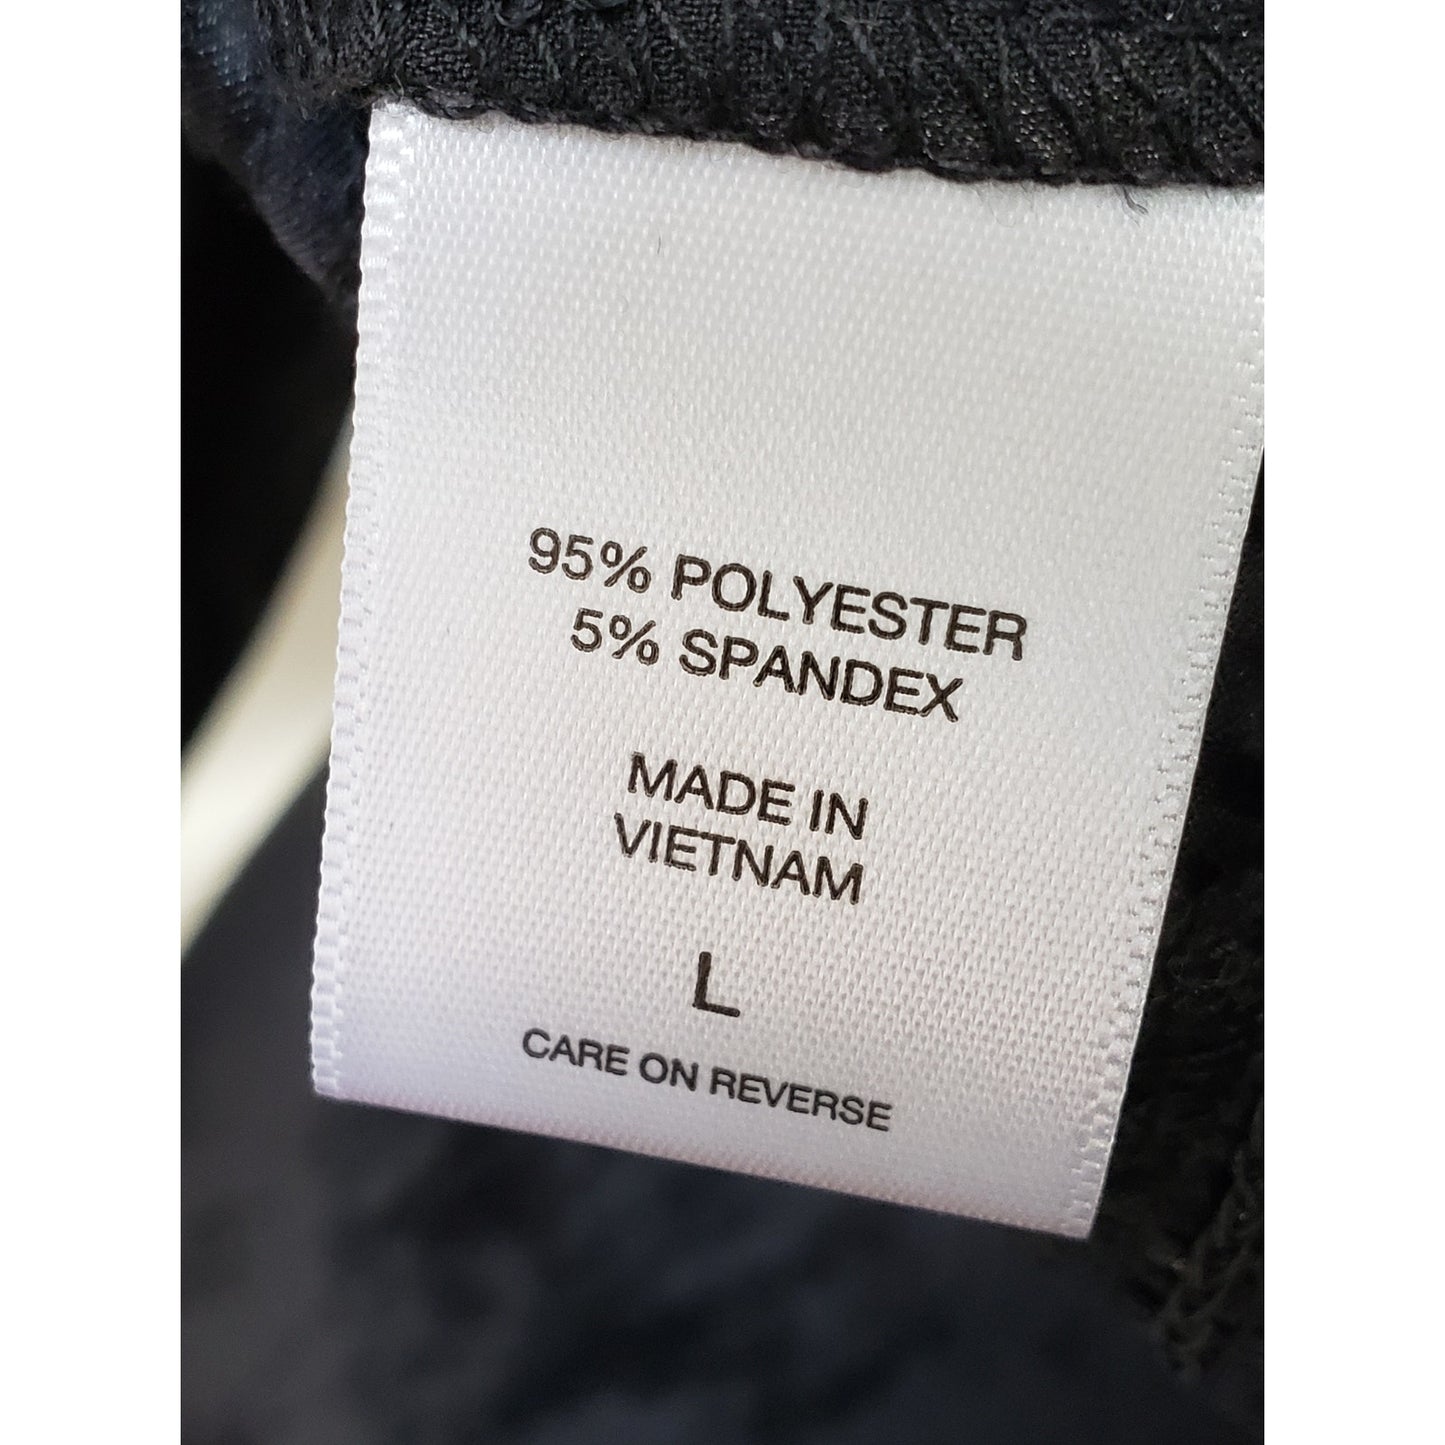 95% POLYESTER
5% SPANDEX
MADE IN
VIETNAM
L
CARE ON REVERSE